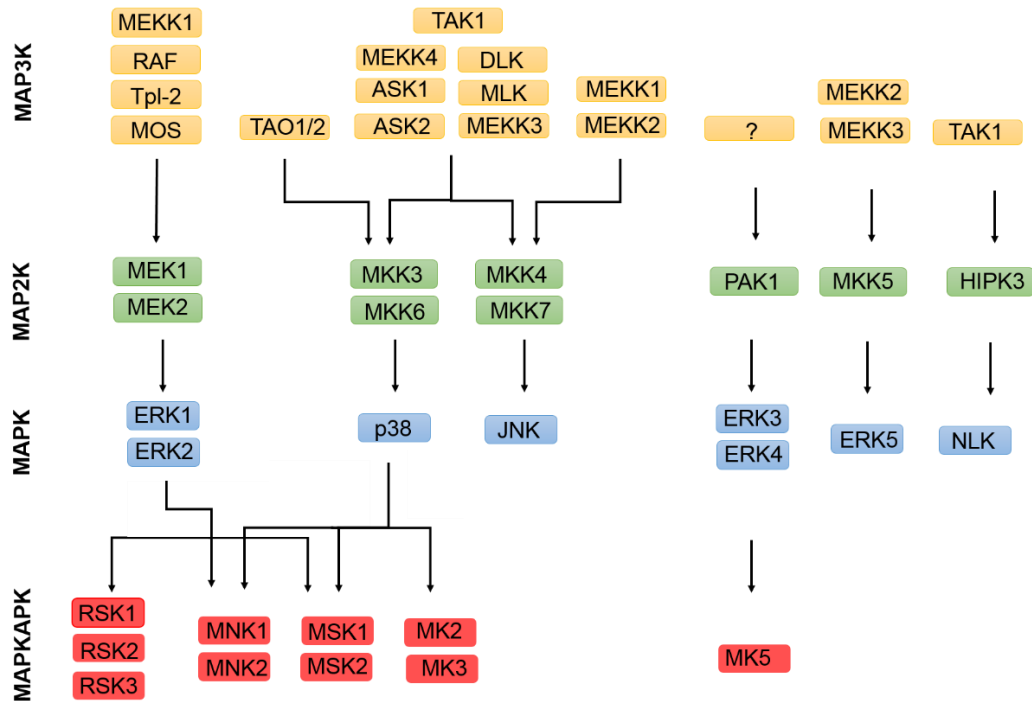 MAP3K
MEKK1
RAF
Tpl-2
MOS
TAO1/2
TAK1
MEKK4
DLK
ASK1
MLK
ASK2
MEKK3
MEKK1
MEKK2
?
MEKK2
MEKK3
TAK1
MAP2K
MEK1
MEK2
MKK3
MKK6
MKK4
MKK7
PAK1
MKK5
HIPK3
MAPK
ERK1
ERK2
p38
JNK
ERK3
ERK4
ERK5
NLK
MAPKAPK
RSK1
RSK2
RSK3
MNK1
MNK2
MSK1
MSK2
MK2
MK3
MK5